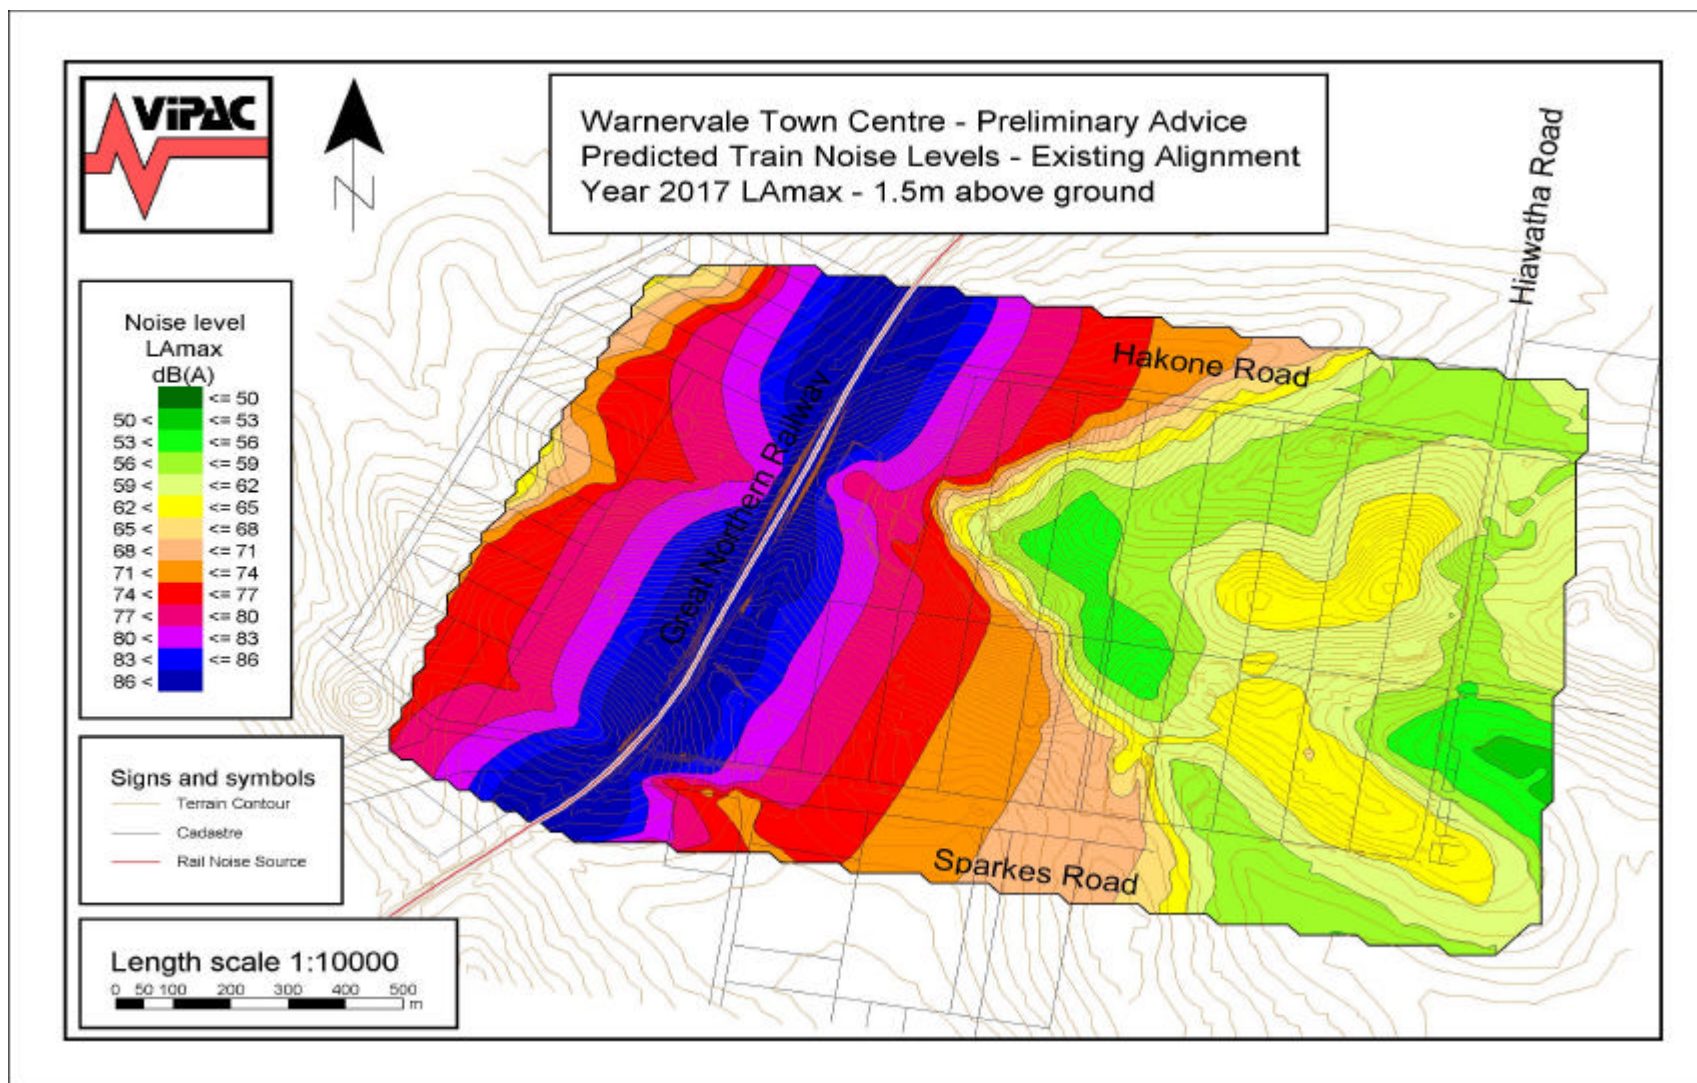 ViPAC
N
Warnervale Town Centre - Preliminary Advice
Predicted Train Noise Levels - Existing Alignment
Year 2017 LAmax - 1.5m above ground
Hiawatha Road
Noise level
LAmax
dB(A)
<= 50
50 < <= 53
53 < <= 56
56 < <= 59
59 < <= 62
62 < <= 65
65 < <= 68
68 < <= 71
71 < <= 74
74 < <= 77
77 < <= 80
80 < <= 83
83 < <= 86
86 <
Hakone Road
Great Northern Railway
Sparkes Road
Signs and symbols
Terrain Contour
Cadastre
Rail Noise Source
Length scale 1:10000
0 50 100 200 300 400 500
m